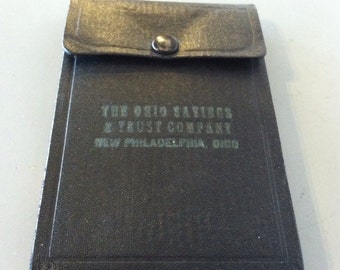 THE OHIO SAVINGS
& TRUST COMPANY
NEW PHILADELPHIA, OHIO